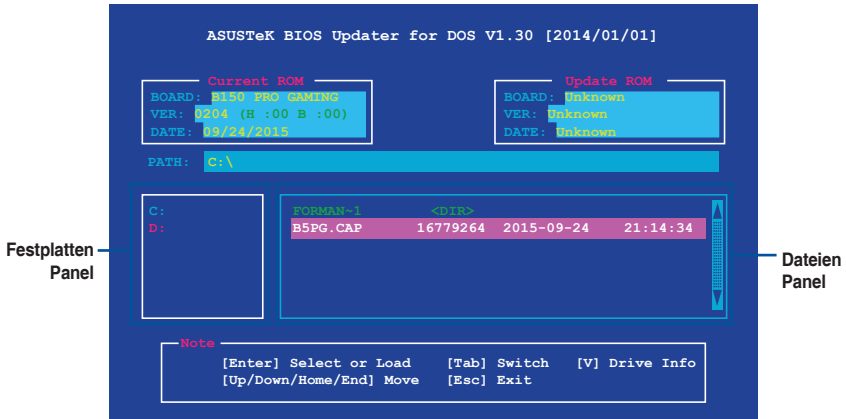 ASUSTeK BIOS Updater for DOS V1.30 [2014/01/01]
Current ROM
BOARD: B150 PRO GAMING
VER: 0204 (H :00 B :00)
DATE: 09/24/2015
Update ROM
BOARD: Unknown
VER: Unknown
DATE: Unknown
PATH: C:\
C:
D:
FORMAN~1 <DIR>
B5PG.CAP 16779264 2015-09-24 21:14:34
Festplatten
Panel
Dateien
Panel
Note
[Enter] Select or Load [Tab] Switch [V] Drive Info
[Up/Down/Home/End] Move [Esc] Exit